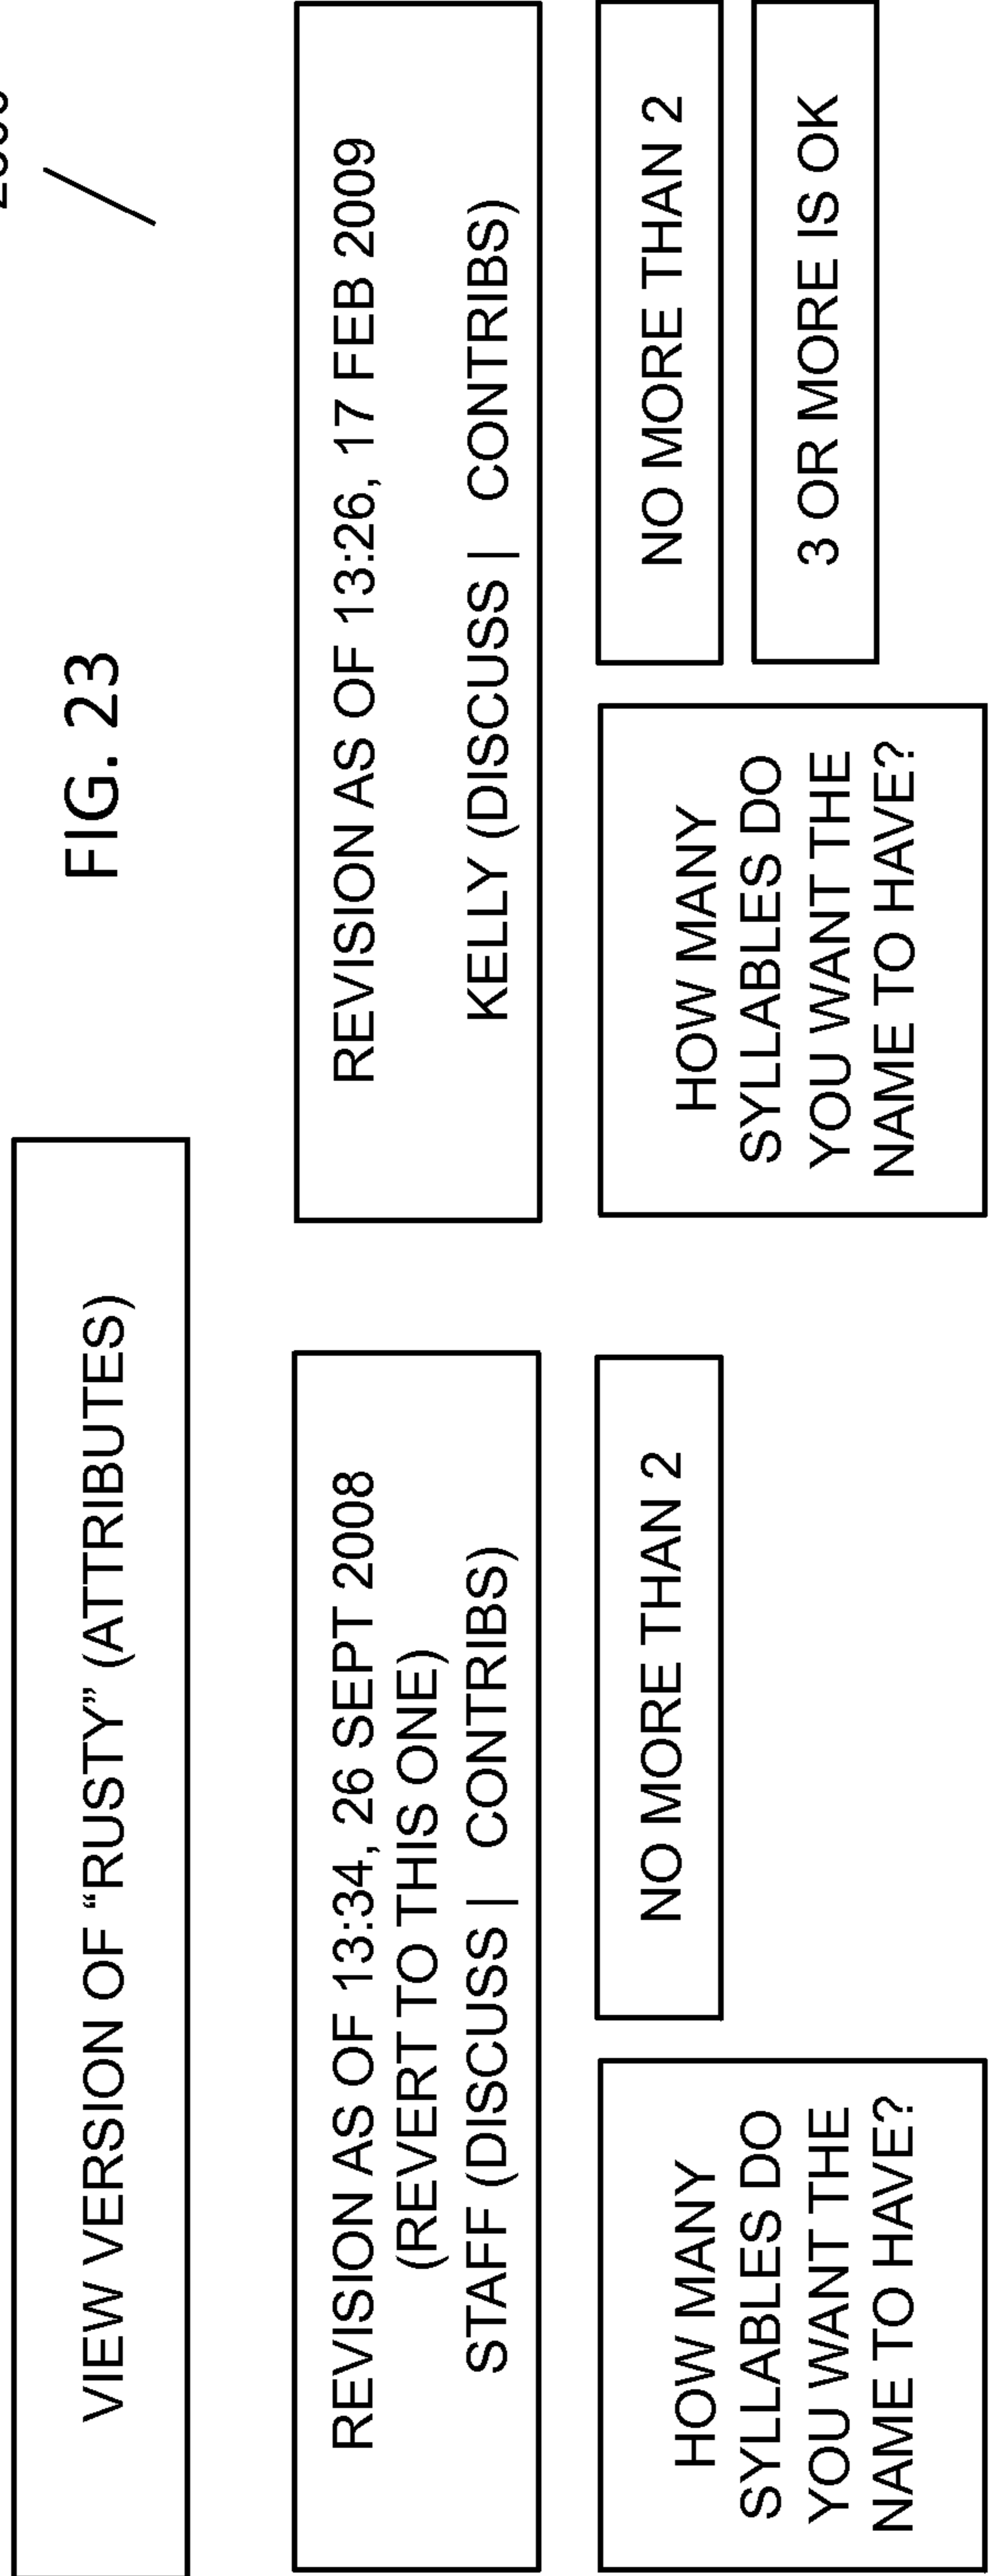 FIG. 23
VIEW VERSION OF “RUSTY” (ATTRIBUTES)
REVISION AS OF 13:34, 26 SEPT 2008
(REVERT TO THIS ONE)
STAFF (DISCUSS | CONTRIBS)
REVISION AS OF 13:26, 17 FEB 2009
KELLY (DISCUSS | CONTRIBS)
HOW MANY
SYLLABLES DO
YOU WANT THE
NAME TO HAVE?
NO MORE THAN 2
HOW MANY
SYLLABLES DO
YOU WANT THE
NAME TO HAVE?
NO MORE THAN 2
3 OR MORE IS OK